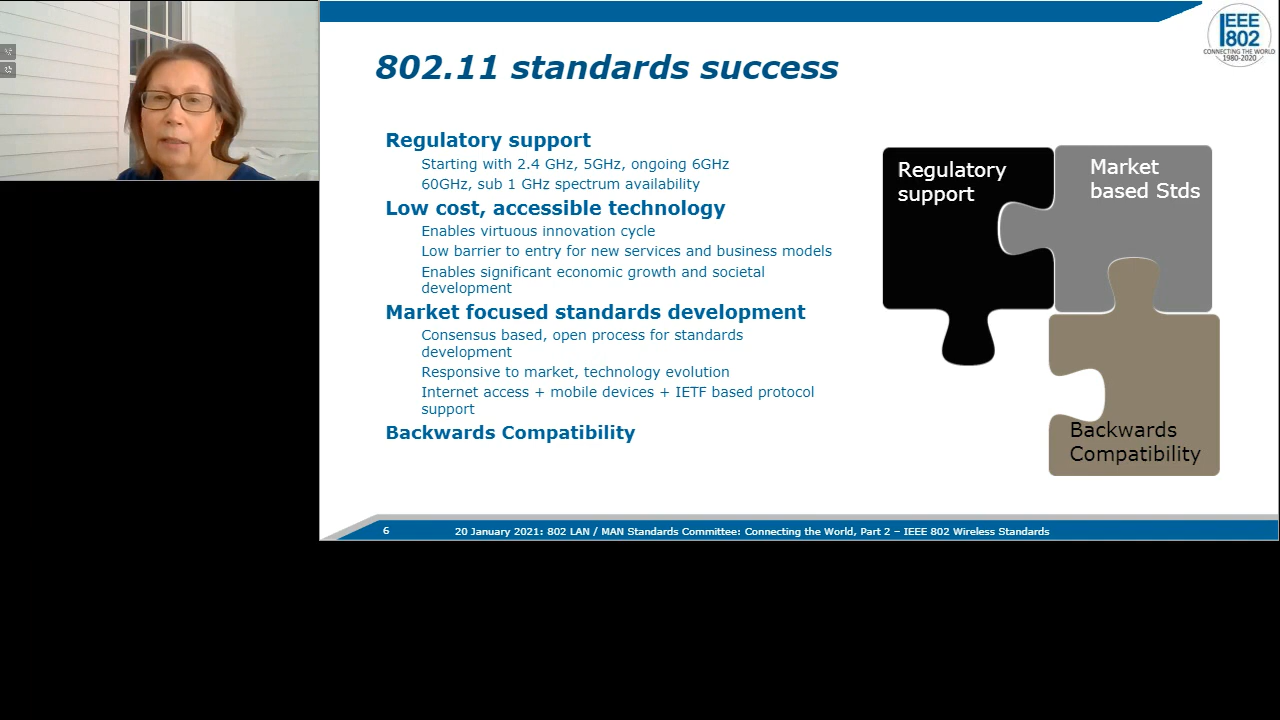 IEEE
802
CONNECTING THE WORLD
1980-2020
802.11 standards success
Regulatory support
Starting with 2.4 GHz, 5GHz, ongoing 6GHz
60GHz, sub 1 GHz spectrum availability
Low cost, accessible technology
Enables virtuous innovation cycle
Low barrier to entry for new services and business models
Enables significant economic growth and societal
development
Market focused standards development
Consensus based, open process for standards
development
Responsive to market, technology evolution
Internet access + mobile devices + IETF based protocol
support
Backwards Compatibility
Regulatory
support
Market
based Stds
Backwards
Compatibility
6
20 January 2021: 802 LAN / MAN Standards Committee: Connecting the World, Part 2 – IEEE 802 Wireless Standards